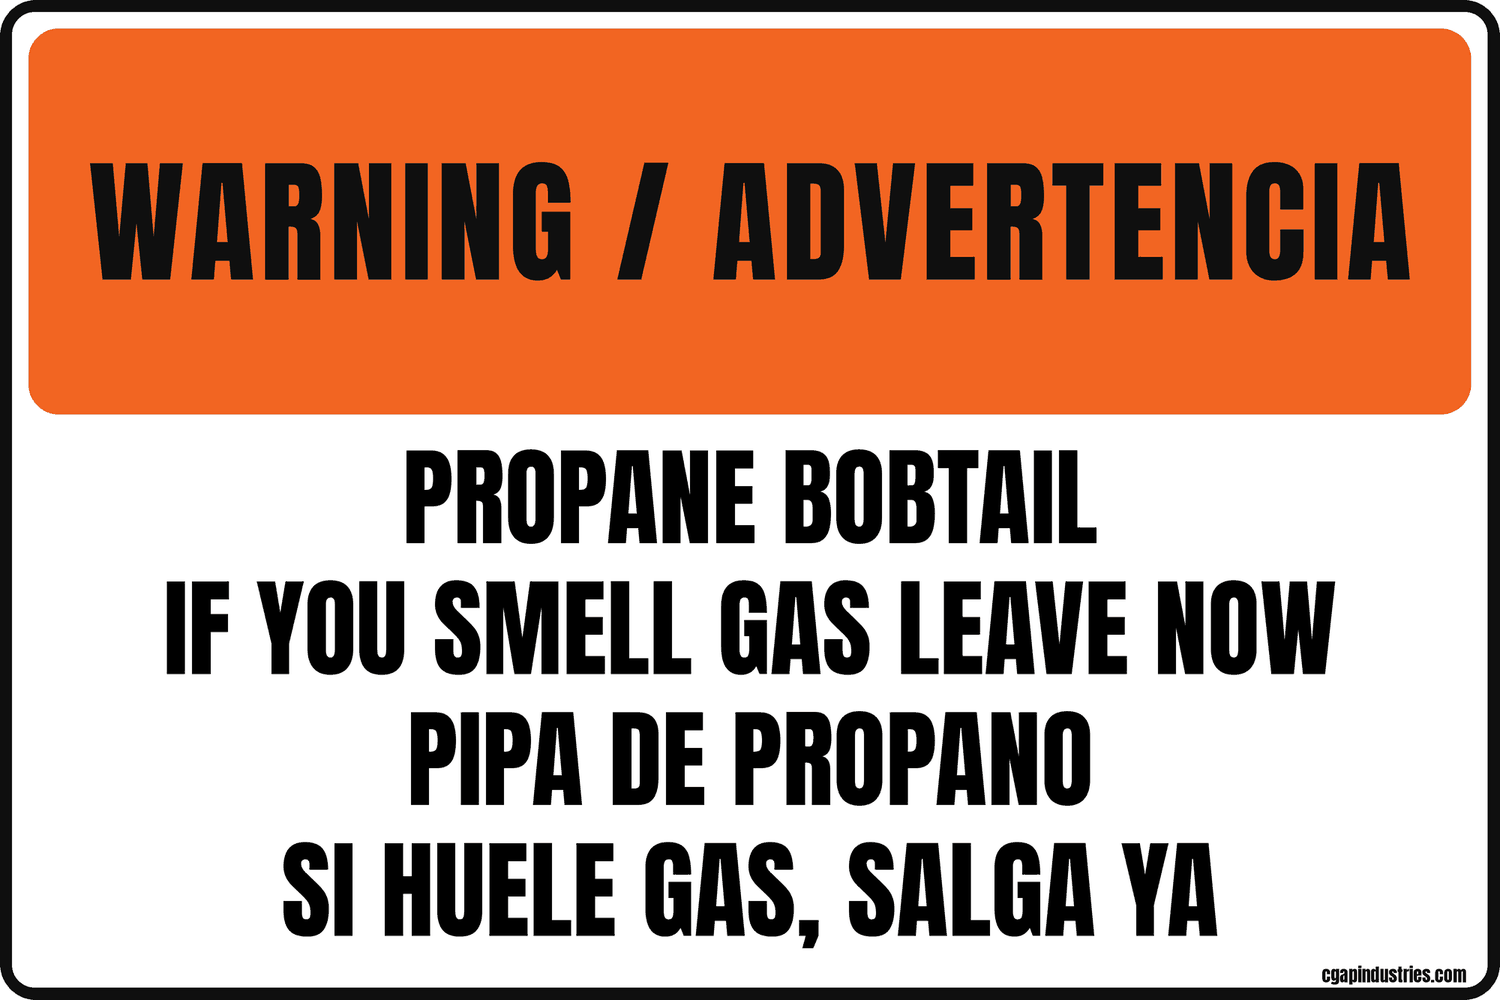 WARNING / ADVERTENCIA
PROPANE BOBTAIL
IF YOU SMELL GAS LEAVE NOW
PIPA DE PROPANO
SI HUELE GAS, SALGA YA
cgapindustries.com